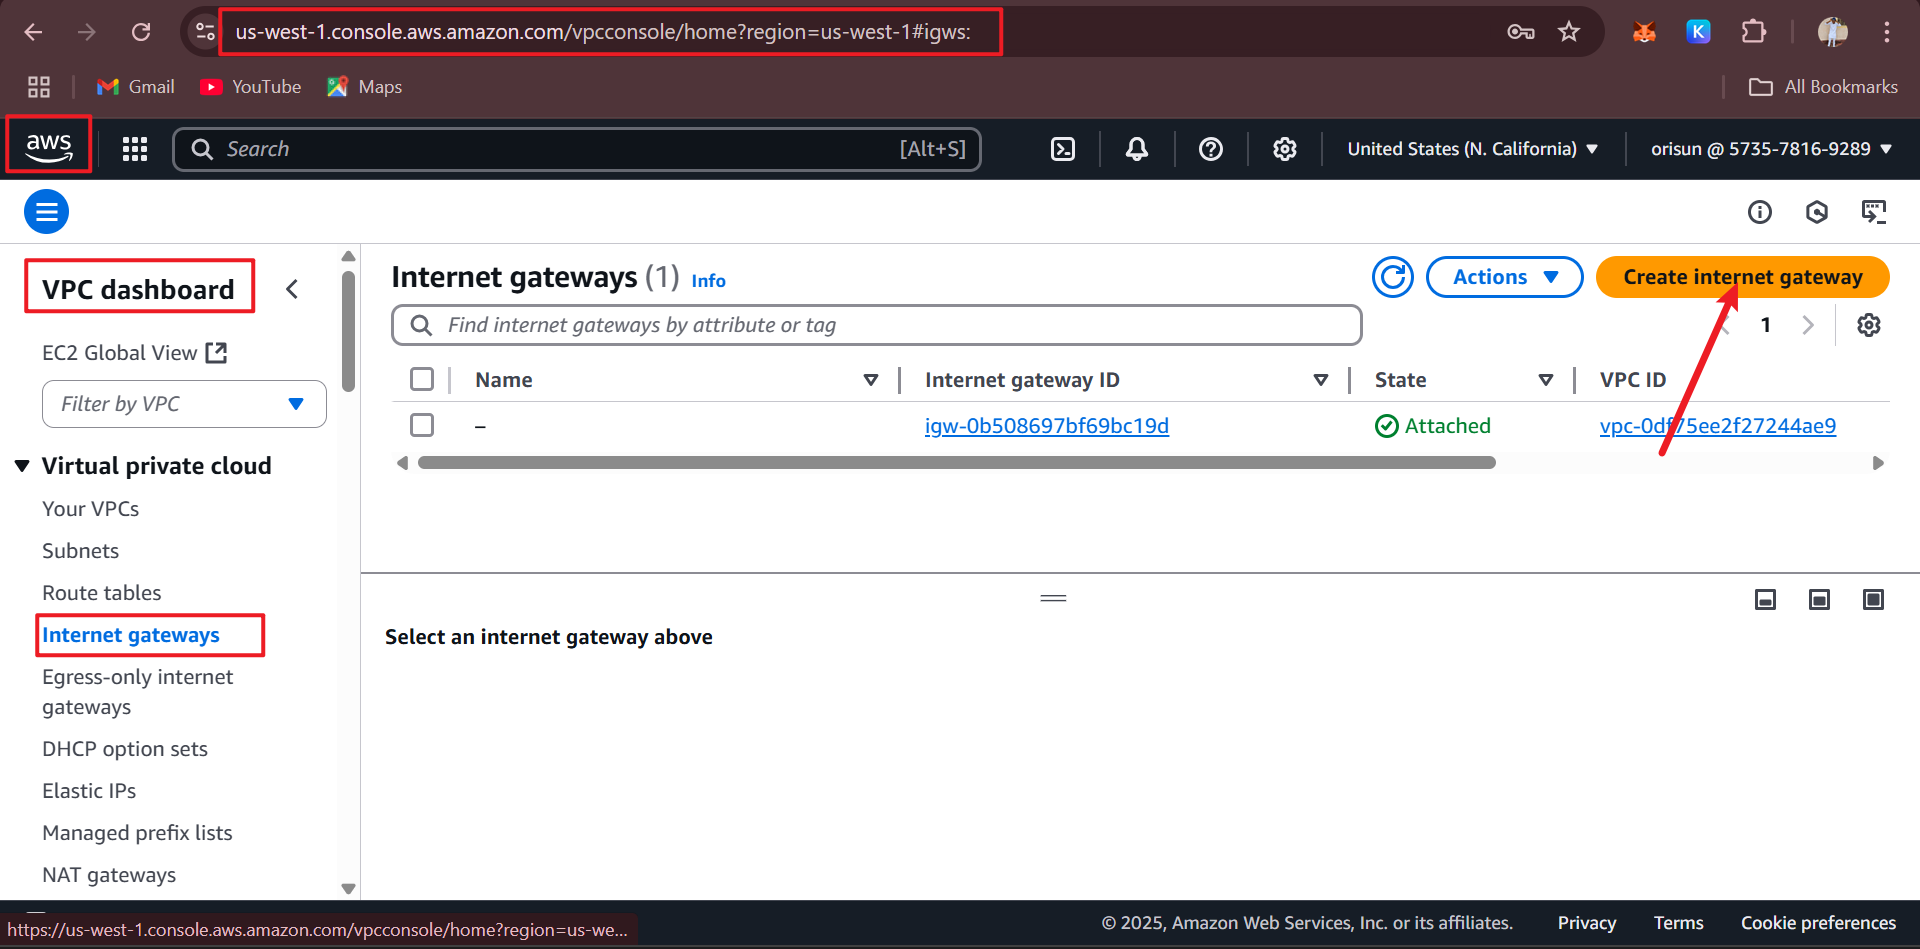 us-west-1.console.aws.amazon.com/vpcconsole/home?region=us-west-1#igws:
K
Gmail
YouTube
Maps
All Bookmarks
aws
Search
[Alt+S]
United States (N. California)
orisun @ 5735-7816-9289
VPC dashboard
EC2 Global View
Filter by VPC
Virtual private cloud
Your VPCs
Subnets
Route tables
Internet gateways
Egress-only internet
gateways
DHCP option sets
Elastic IPs
Managed prefix lists
NAT gateways
Internet gateways (1) Info
Actions
Create internet gateway
Find internet gateways by attribute or tag
1
Name
Internet gateway ID
State
VPC ID
–
igw-0b508697bf69bc19d
Attached
vpc-0df75ee2f27244ae9
Select an internet gateway above
https://us-west-1.console.aws.amazon.com/vpcconsole/home?region=us-we...
© 2025, Amazon Web Services, Inc. or its affiliates.
Privacy
Terms
Cookie preferences